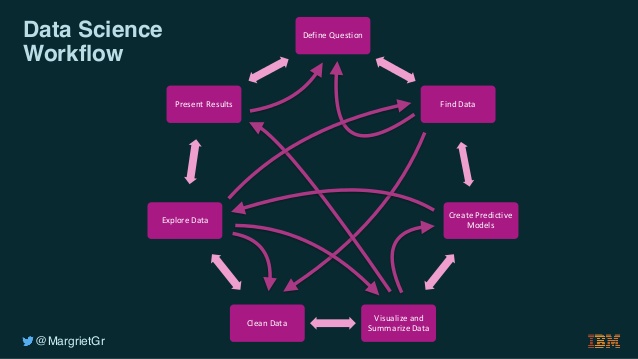 Data Science
Workflow
Define Question
Present Results
Find Data
Explore Data
Create Predictive
Models
Clean Data
Visualize and
Summarize Data
@MargrietGr
IBM